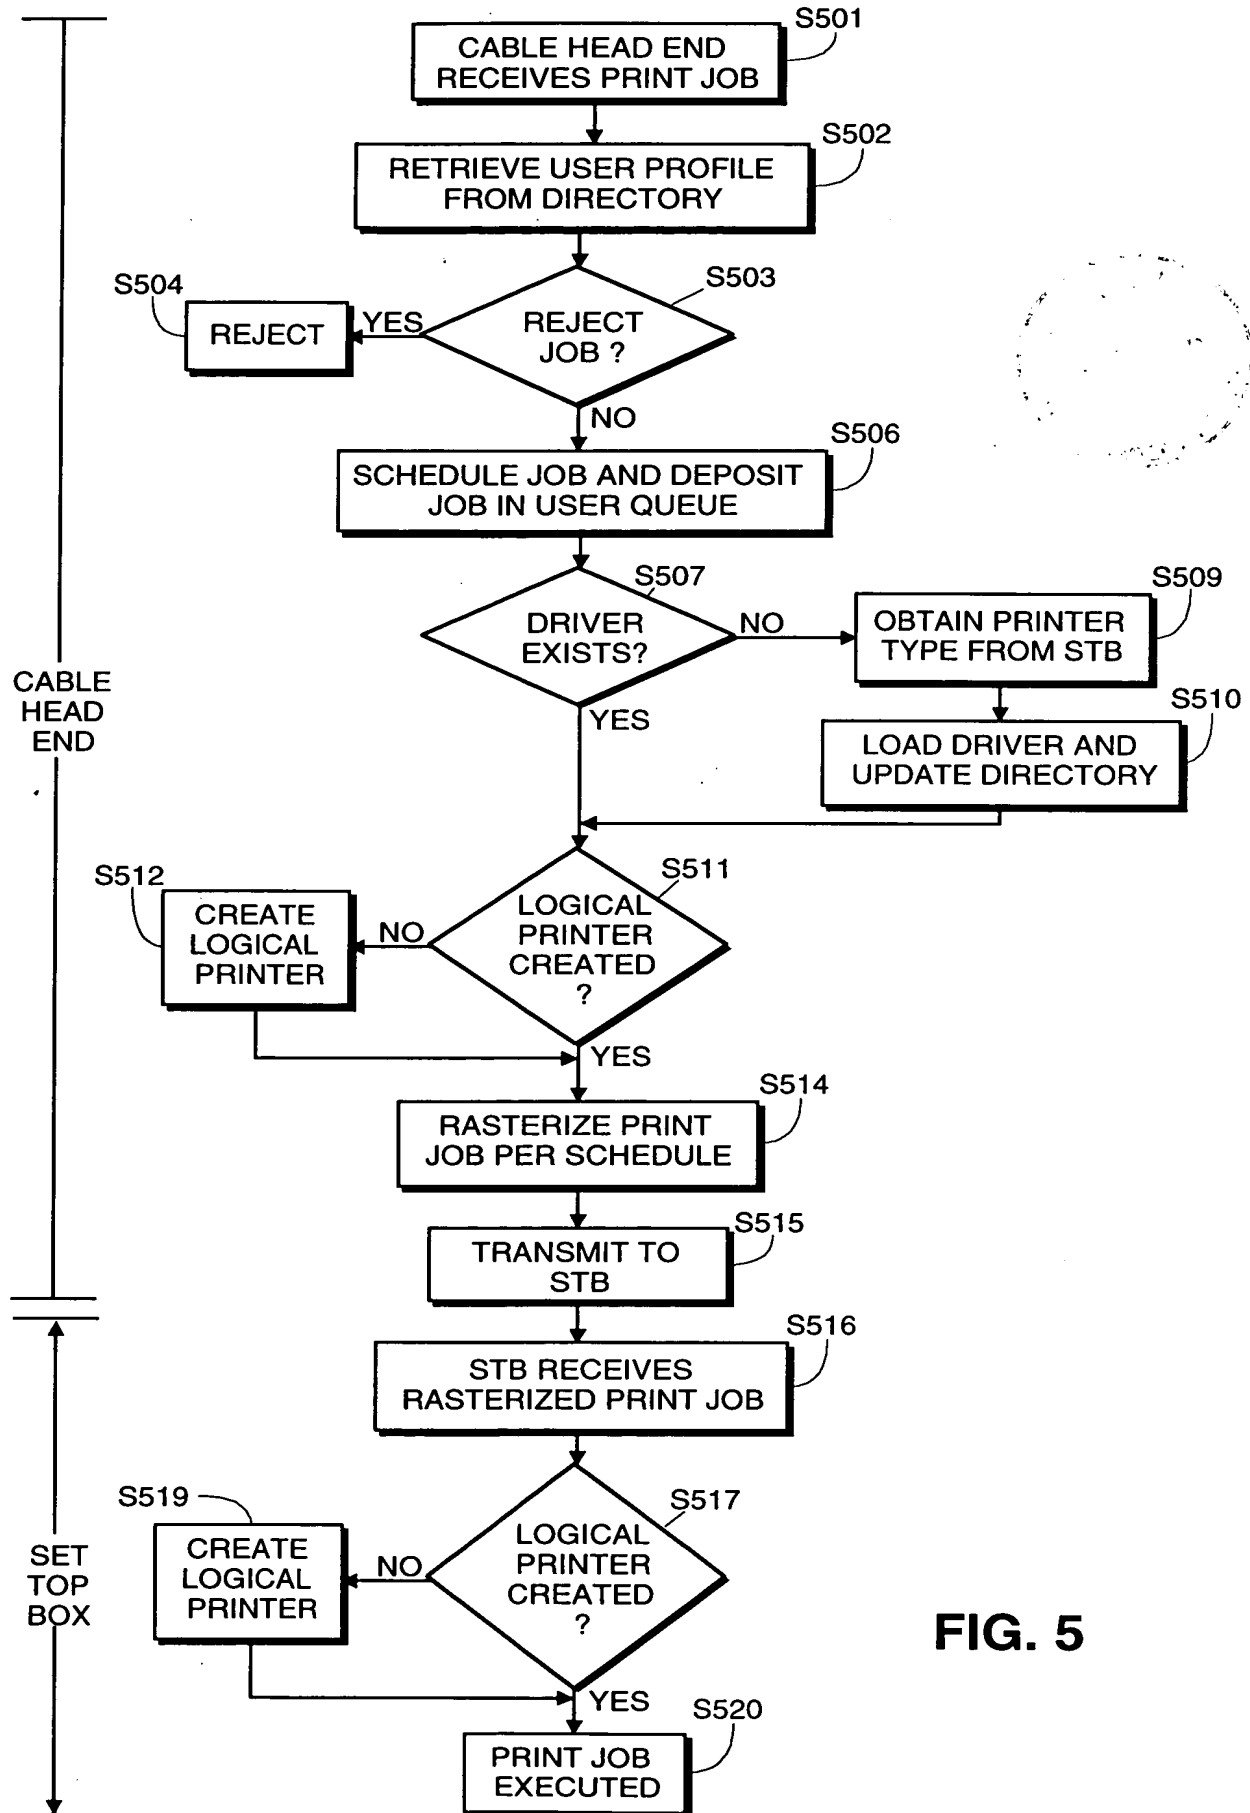 S501
CABLE HEAD END
RECEIVES PRINT JOB
S502
RETRIEVE USER PROFILE
FROM DIRECTORY
S503
REJECT
JOB ?
YES
S504
REJECT
NO
S506
SCHEDULE JOB AND DEPOSIT
JOB IN USER QUEUE
S507
DRIVER
EXISTS?
NO
S509
OBTAIN PRINTER
TYPE FROM STB
S510
LOAD DRIVER AND
UPDATE DIRECTORY
YES
CABLE
HEAD
END
S511
LOGICAL
PRINTER
CREATED
?
NO
S512
CREATE
LOGICAL
PRINTER
YES
S514
RASTERIZE PRINT
JOB PER SCHEDULE
S515
TRANSMIT TO
STB
S516
STB RECEIVES
RASTERIZED PRINT JOB
S517
LOGICAL
PRINTER
CREATED
?
NO
S519
CREATE
LOGICAL
PRINTER
SET
TOP
BOX
YES
S520
PRINT JOB
EXECUTED
FIG. 5